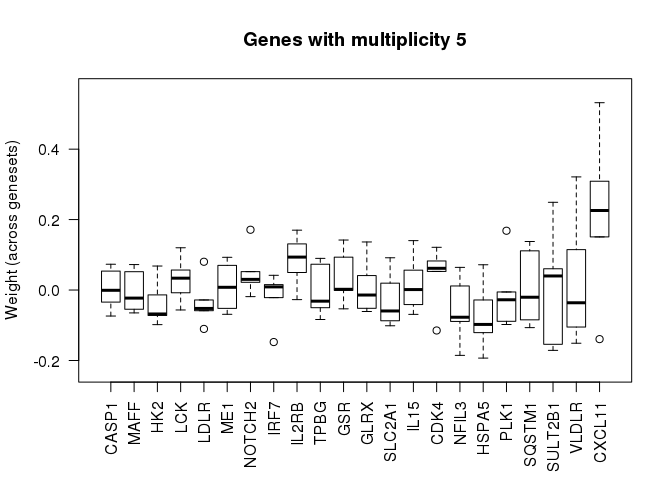 Genes with multiplicity 5
Weight (across genesets)
0.4
0.2
0.0
-0.2
CASP1
MAFF
HK2
LCK
LDLR
ME1
NOTCH2
IRF7
IL2RB
TPBG
GSR
GLRX
SLC2A1
IL15
CDK4
NFIL3
HSPA5
PLK1
SQSTM1
SULT2B1
VLDLR
CXCL11